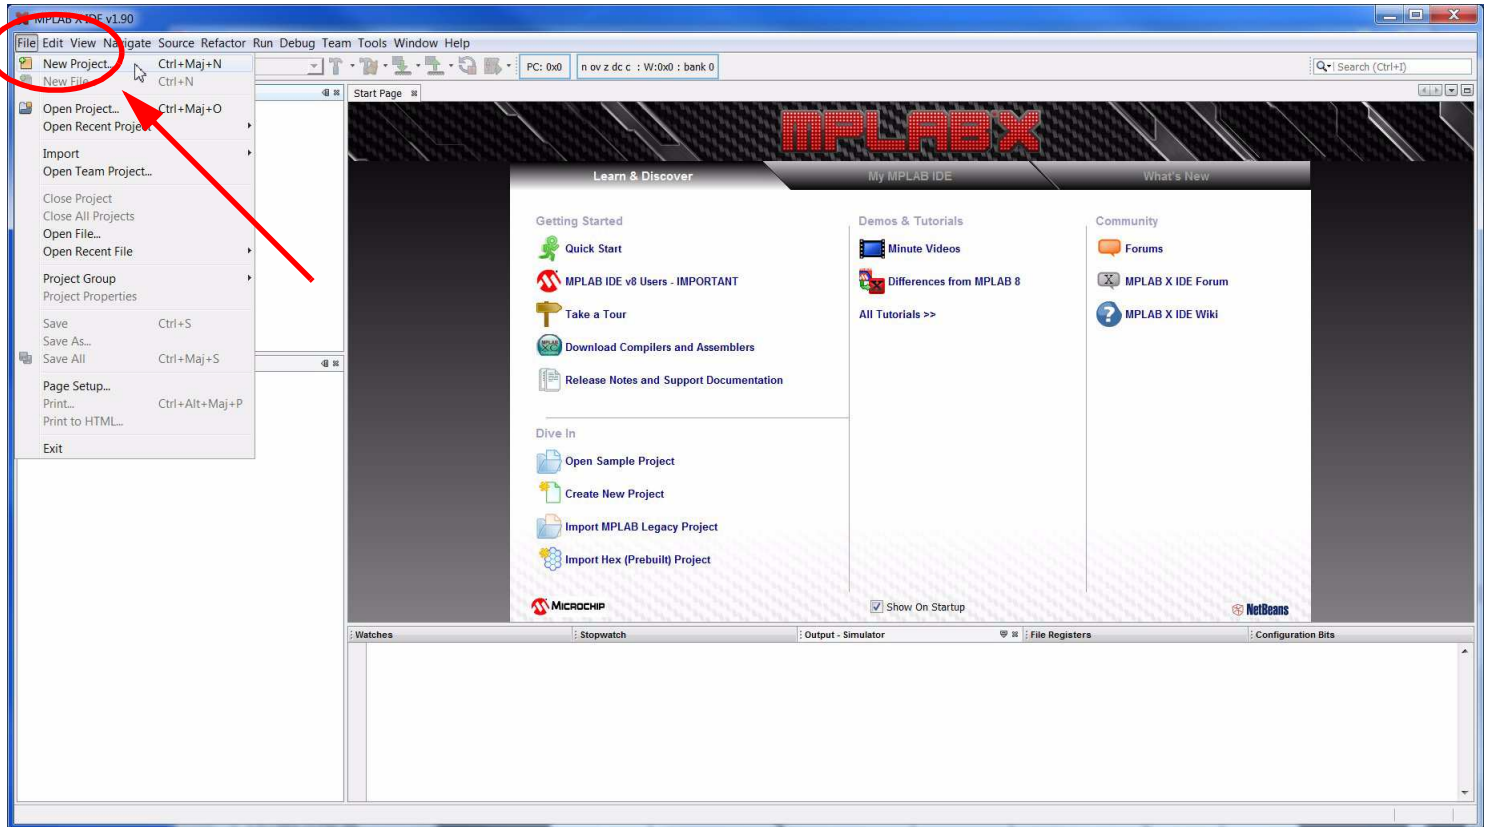 MPLAB X IDE v1.90
File Edit View Navigate Source Refactor Run Debug Team Tools Window Help
New Project... Ctrl+Maj+N
New File... Ctrl+N
Open Project... Ctrl+Maj+O
Open Recent Project
Import
Open Team Project...
Close Project
Close All Projects
Open File...
Open Recent File
Project Group
Project Properties
Save Ctrl+S
Save As...
Save All Ctrl+Maj+S
Page Setup...
Print... Ctrl+Alt+Maj+P
Print to HTML...
Exit
PC: 0x0 n ov z dc c : W:0x0 : bank 0
Search (Ctrl+I)
Start Page
MPLABX
Learn & Discover My MPLAB IDE What's New
Getting Started
Quick Start
MPLAB IDE v8 Users - IMPORTANT
Take a Tour
Download Compilers and Assemblers
Release Notes and Support Documentation
Demos & Tutorials
Minute Videos
Differences from MPLAB 8
All Tutorials >>
Community
Forums
MPLAB X IDE Forum
MPLAB X IDE Wiki
Dive In
Open Sample Project
Create New Project
Import MPLAB Legacy Project
Import Hex (Prebuilt) Project
MICROCHIP
Show On Startup
NetBeans
Watches Stopwatch Output - Simulator File Registers Configuration Bits